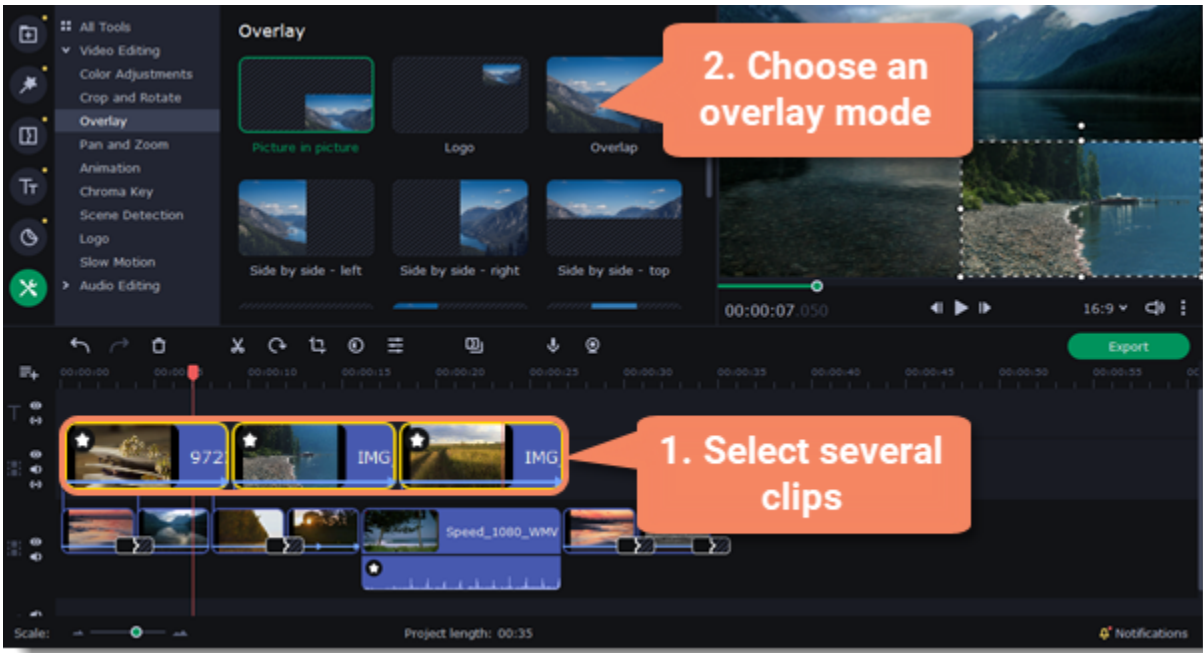 All Tools
Video Editing
Color Adjustments
Crop and Rotate
Overlay
Pan and Zoom
Animation
Chroma Key
Scene Detection
Logo
Slow Motion
Audio Editing
Overlay
Picture in picture
Logo
Overlap
Side by side - left
Side by side - right
Side by side - top
2. Choose an
overlay mode
00:00:07.050
16:9
Export
00:00:00
00:00:10
00:00:15
00:00:20
00:00:25
00:00:30
00:00:35
00:00:40
00:00:45
00:00:50
00:00:55
972
IMG
IMG
1. Select several
clips
Speed_1080_WMV
Scale:
Project length: 00:35
Notifications